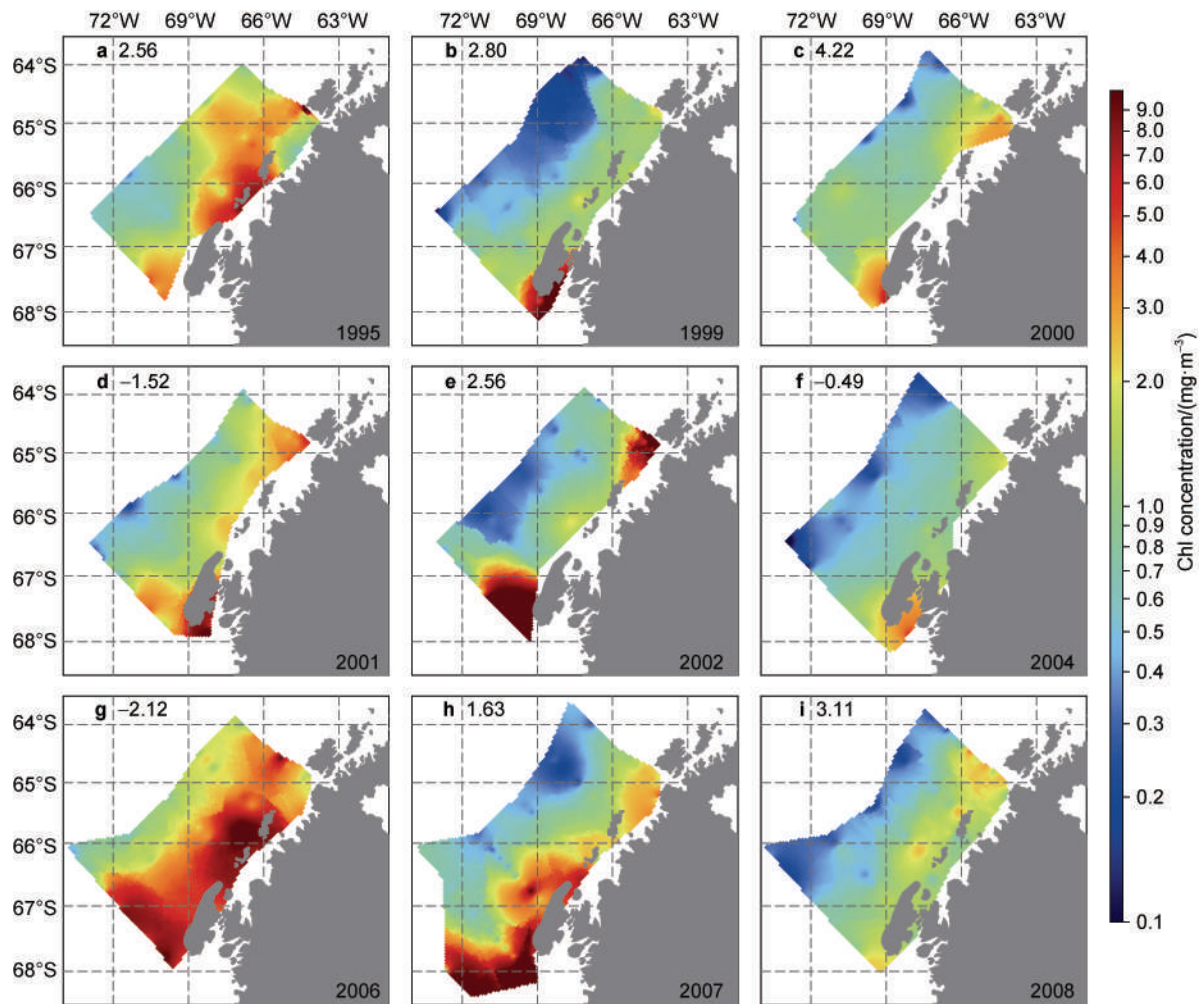 72°W 69°W 66°W 63°W 72°W 69°W 66°W 63°W 72°W 69°W 66°W 63°W
a 2.56
b 2.80
c 4.22
64°S
65°S
66°S
67°S
68°S
1995
1999
2000
d −1.52
e 2.56
f −0.49
64°S
65°S
66°S
67°S
68°S
2001
2002
2004
g −2.12
h 1.63
i 3.11
64°S
65°S
66°S
67°S
68°S
2006
2007
2008
9.0
8.0
7.0
6.0
5.0
4.0
3.0
2.0
1.0
0.9
0.8
0.7
0.6
0.5
0.4
0.3
0.2
0.1
Chl concentration/(mg·m⁻³)